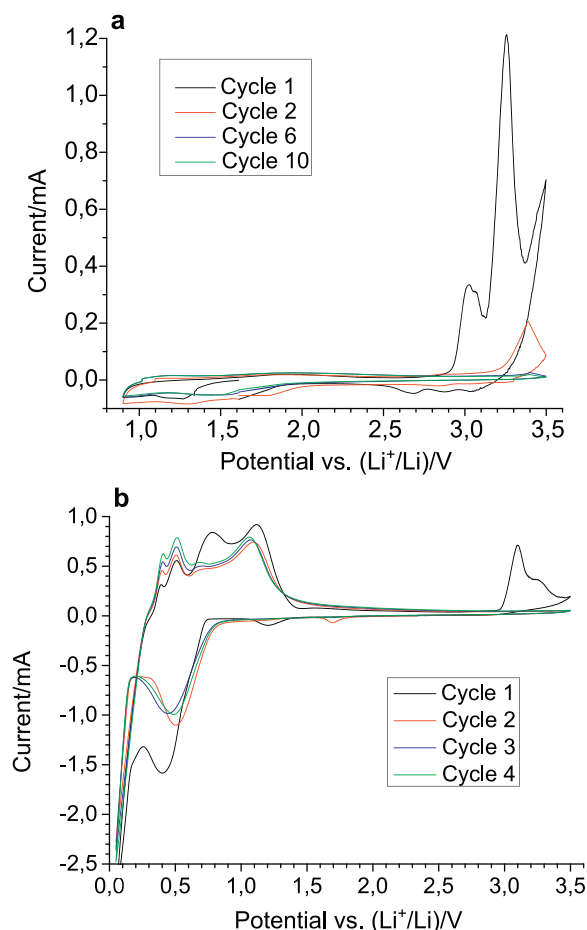 a
1,2
1,0
0,8
0,6
0,4
0,2
0,0
Current/mA
Cycle 1
Cycle 2
Cycle 6
Cycle 10
1,0 1,5 2,0 2,5 3,0 3,5
Potential vs. (Li⁺/Li)/V
b
1,0
0,5
0,0
-0,5
-1,0
-1,5
-2,0
-2,5
Current/mA
Cycle 1
Cycle 2
Cycle 3
Cycle 4
0,0 0,5 1,0 1,5 2,0 2,5 3,0 3,5
Potential vs. (Li⁺/Li)/V